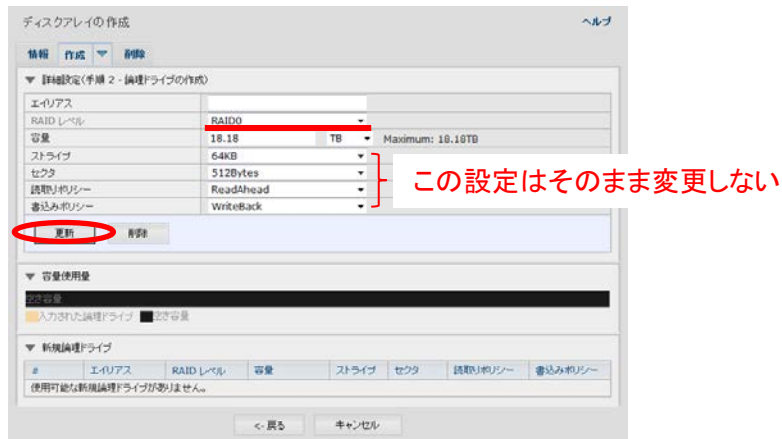 ディスクアレイの作成 ヘルプ
情報 作成 削除
詳細設定(手順 2 - 論理ドライブの作成)
エイリアス
RAID レベル RAID0
容量 18.18 TB Maximum: 18.18TB
ストライプ 64KB
セクタ 512Bytes
読取りポリシー ReadAhead
書込みポリシー WriteBack
この設定はそのまま変更しない
更新 削除
容量使用量
空き容量
入力された論理ドライブ 空き容量
新規論理ドライブ
# エイリアス RAID レベル 容量 ストライプ セクタ 読取りポリシー 書込みポリシー
使用可能な新規論理ドライブがありません。
<- 戻る キャンセル